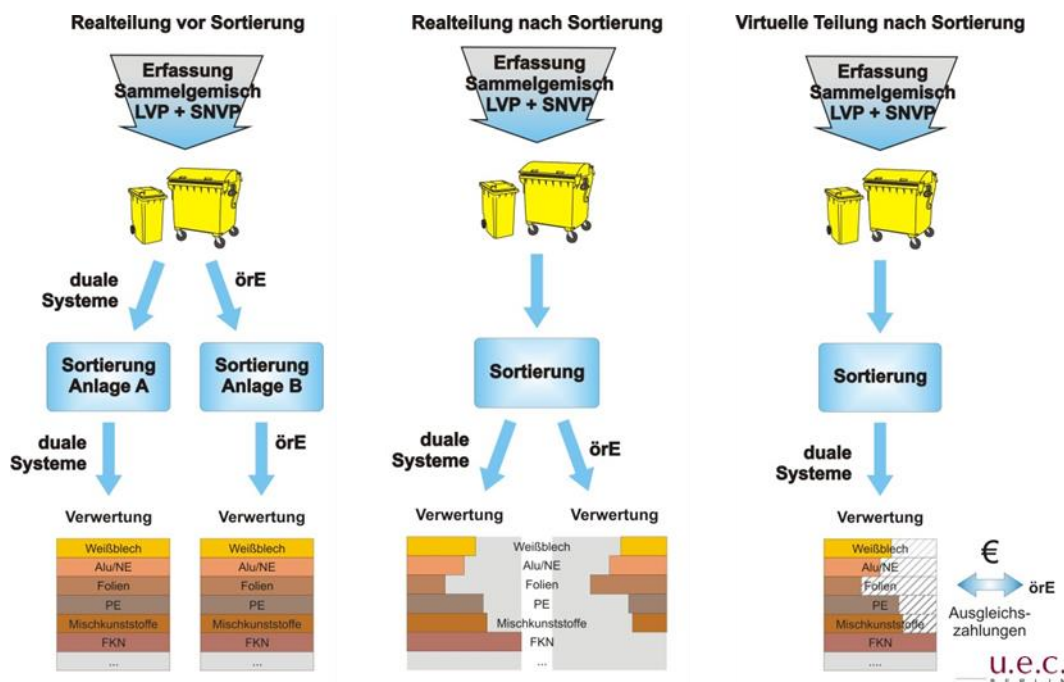 Realteilung vor Sortierung
Erfassung
Sammelgemisch
LVP + SNVP
duale
Systeme
örE
Sortierung
Anlage A
Sortierung
Anlage B
duale
Systeme
örE
Verwertung
Verwertung
Weißblech
Alu/NE
Folien
PE
Mischkunststoffe
FKN
...
Weißblech
Alu/NE
Folien
PE
Mischkunststoffe
FKN
...
Realteilung nach Sortierung
Erfassung
Sammelgemisch
LVP + SNVP
Sortierung
duale
Systeme
örE
Verwertung
Verwertung
Weißblech
Alu/NE
Folien
PE
Mischkunststoffe
FKN
...
Virtuelle Teilung nach Sortierung
Erfassung
Sammelgemisch
LVP + SNVP
Sortierung
duale
Systeme
Verwertung
Weißblech
Alu/NE
Folien
PE
Mischkunststoffe
FKN
...
€
örE
Ausgleichs-
zahlungen
u.e.c.
BERLIN